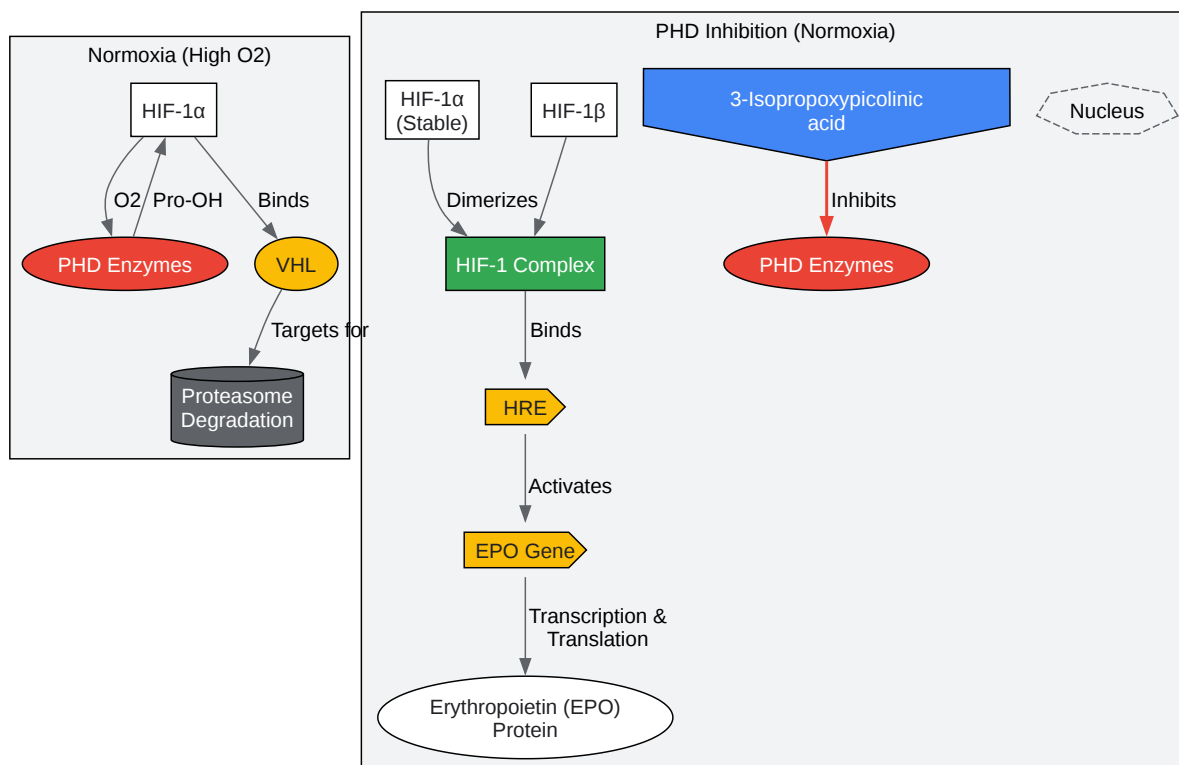 Normoxia (High O2)
HIF-1α
O2
Pro-OH
Binds
PHD Enzymes
VHL
Targets for
Proteasome
Degradation
PHD Inhibition (Normoxia)
HIF-1α
(Stable)
HIF-1β
3-Isopropoxypicolinic
acid
Nucleus
Dimerizes
Inhibits
HIF-1 Complex
PHD Enzymes
Binds
HRE
Activates
EPO Gene
Transcription &
Translation
Erythropoietin (EPO)
Protein